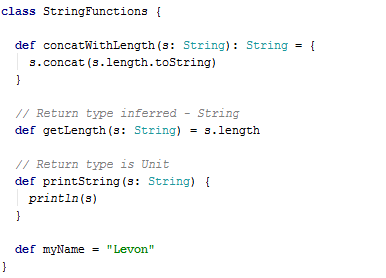 class StringFunctions {
def concatWithLength(s: String): String = {
s.concat(s.length.toString)
}
// Return type inferred - String
def getLength(s: String) = s.length
// Return type is Unit
def printString(s: String) {
println(s)
}
def myName = "Levon"
}